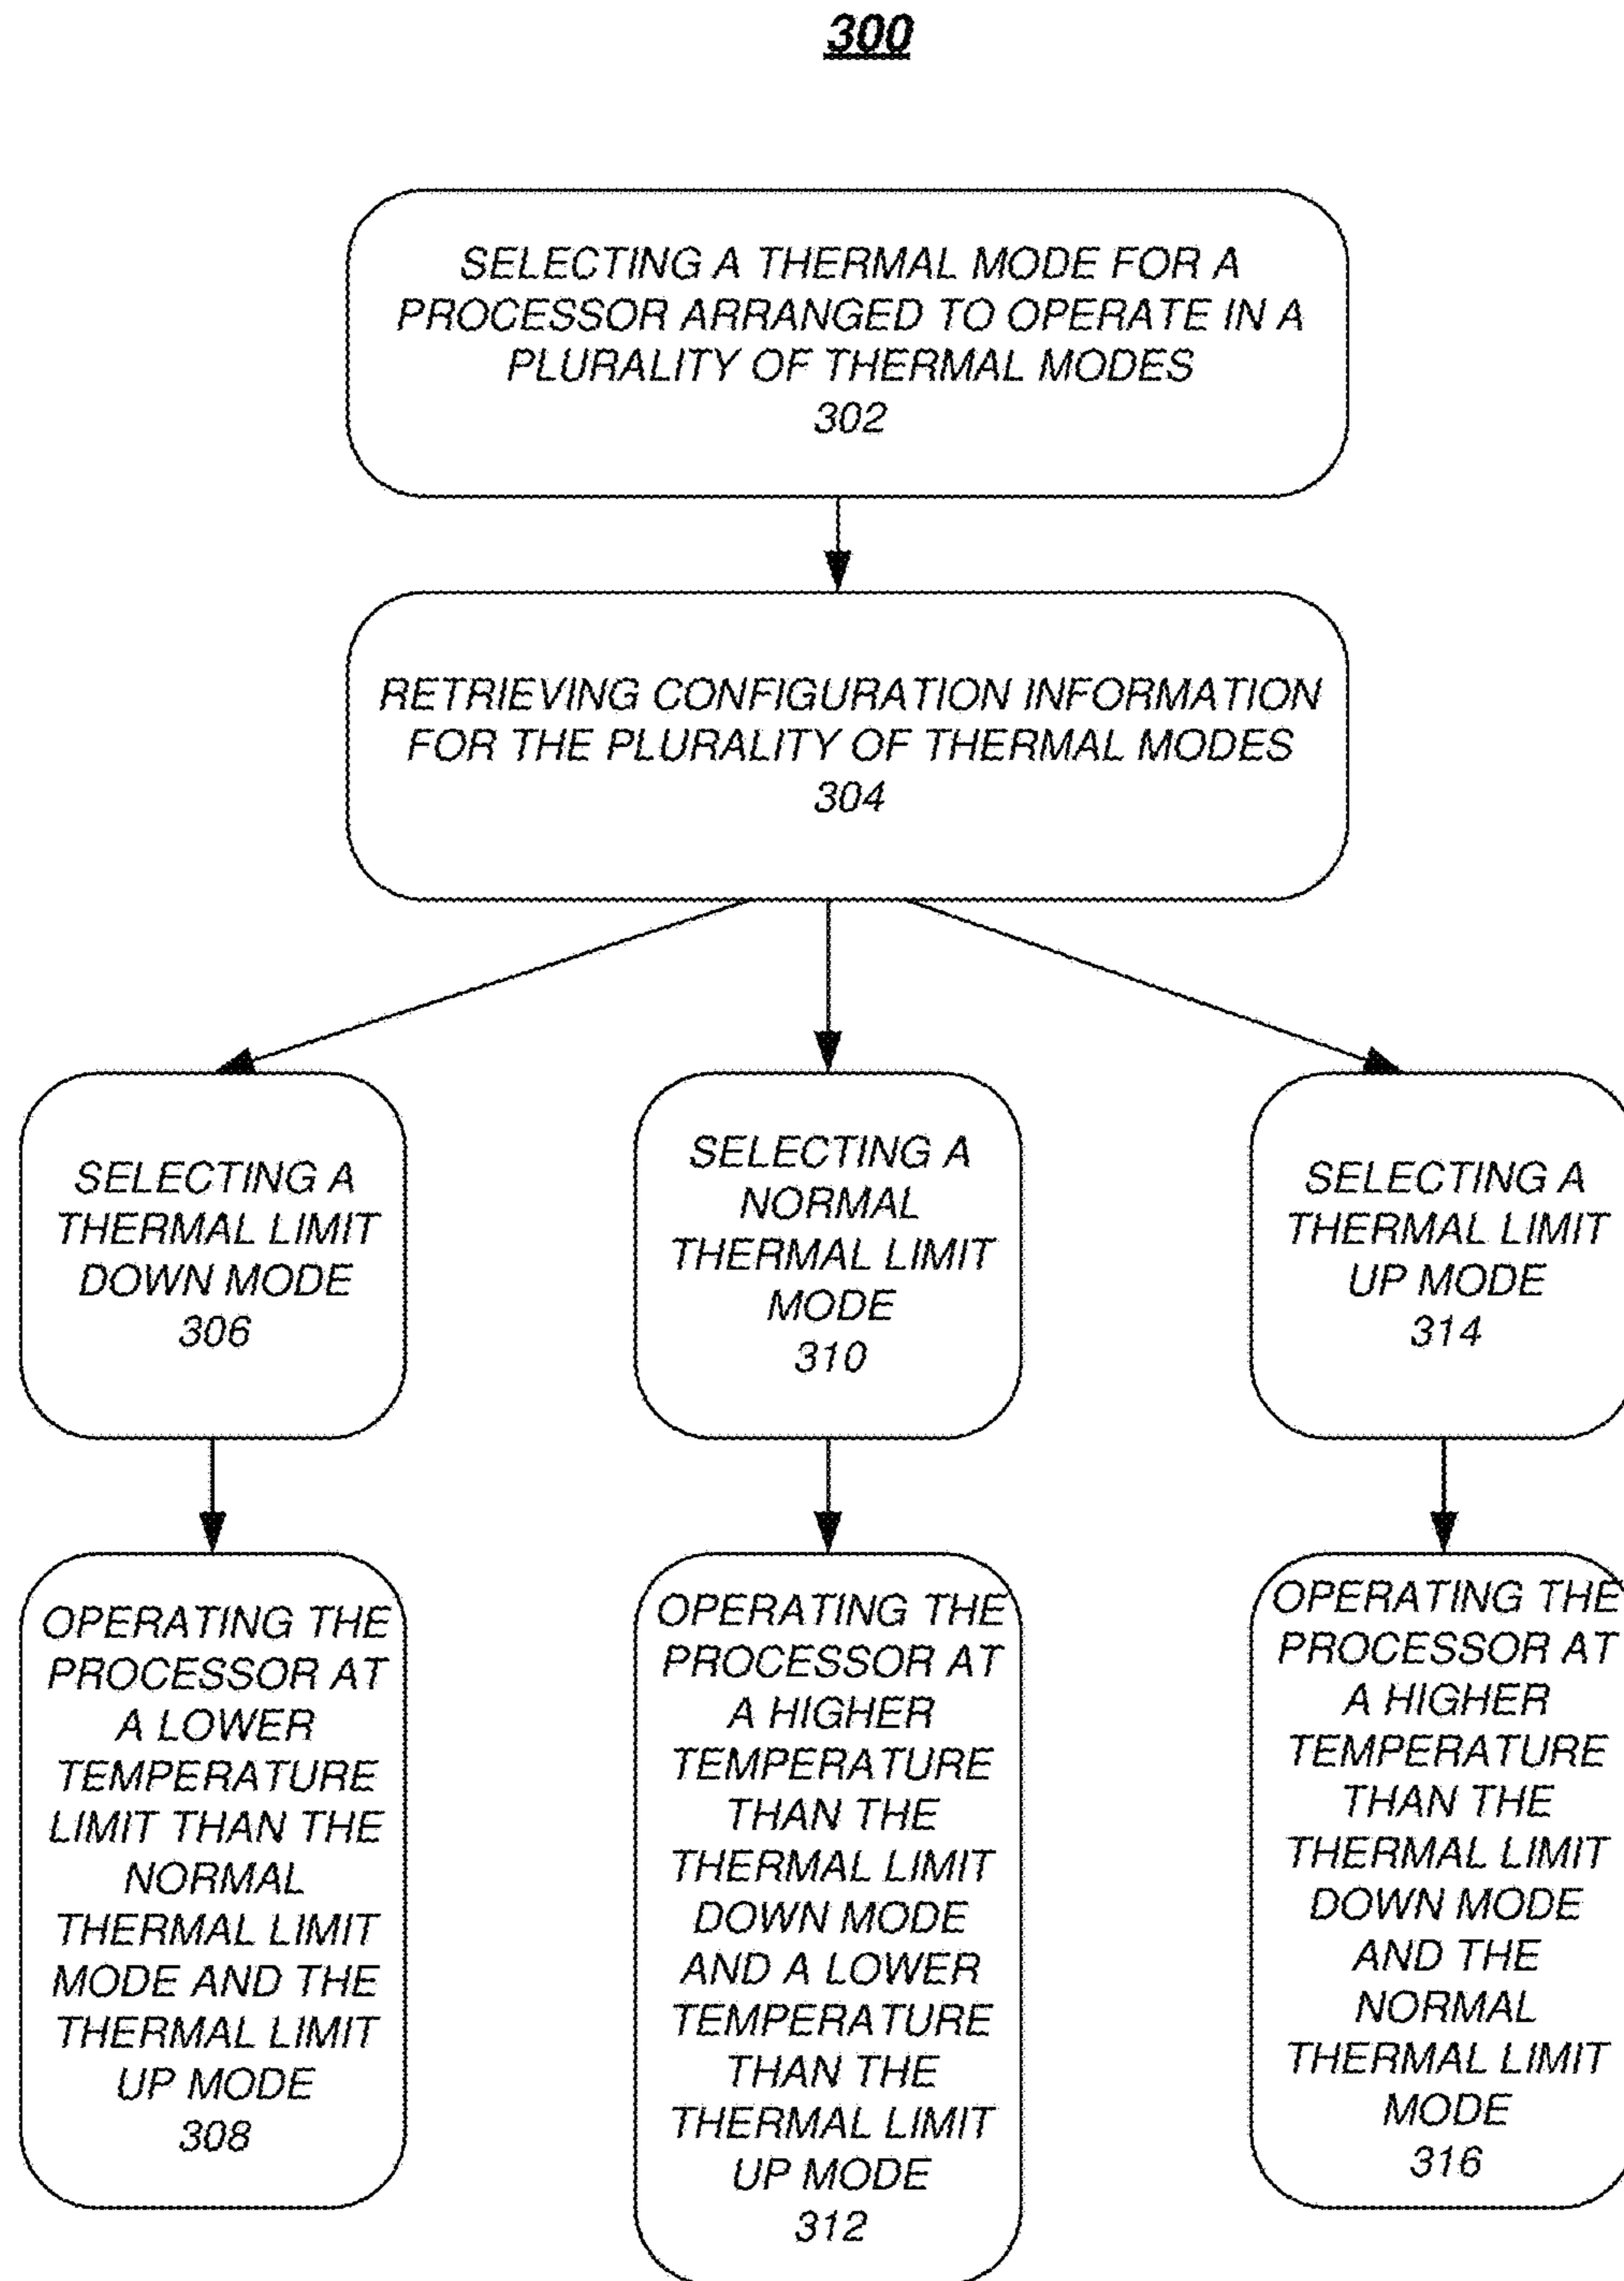 300
SELECTING A THERMAL MODE FOR A
PROCESSOR ARRANGED TO OPERATE IN A
PLURALITY OF THERMAL MODES
302
RETRIEVING CONFIGURATION INFORMATION
FOR THE PLURALITY OF THERMAL MODES
304
SELECTING A
THERMAL LIMIT
DOWN MODE
306
SELECTING A
NORMAL
THERMAL LIMIT
MODE
310
SELECTING A
THERMAL LIMIT
UP MODE
314
OPERATING THE
PROCESSOR AT
A LOWER
TEMPERATURE
LIMIT THAN THE
NORMAL
THERMAL LIMIT
MODE AND THE
THERMAL LIMIT
UP MODE
308
OPERATING THE
PROCESSOR AT
A HIGHER
TEMPERATURE
THAN THE
THERMAL LIMIT
DOWN MODE
AND A LOWER
TEMPERATURE
THAN THE
THERMAL LIMIT
UP MODE
312
OPERATING THE
PROCESSOR AT
A HIGHER
TEMPERATURE
THAN THE
THERMAL LIMIT
DOWN MODE
AND THE
NORMAL
THERMAL LIMIT
MODE
316